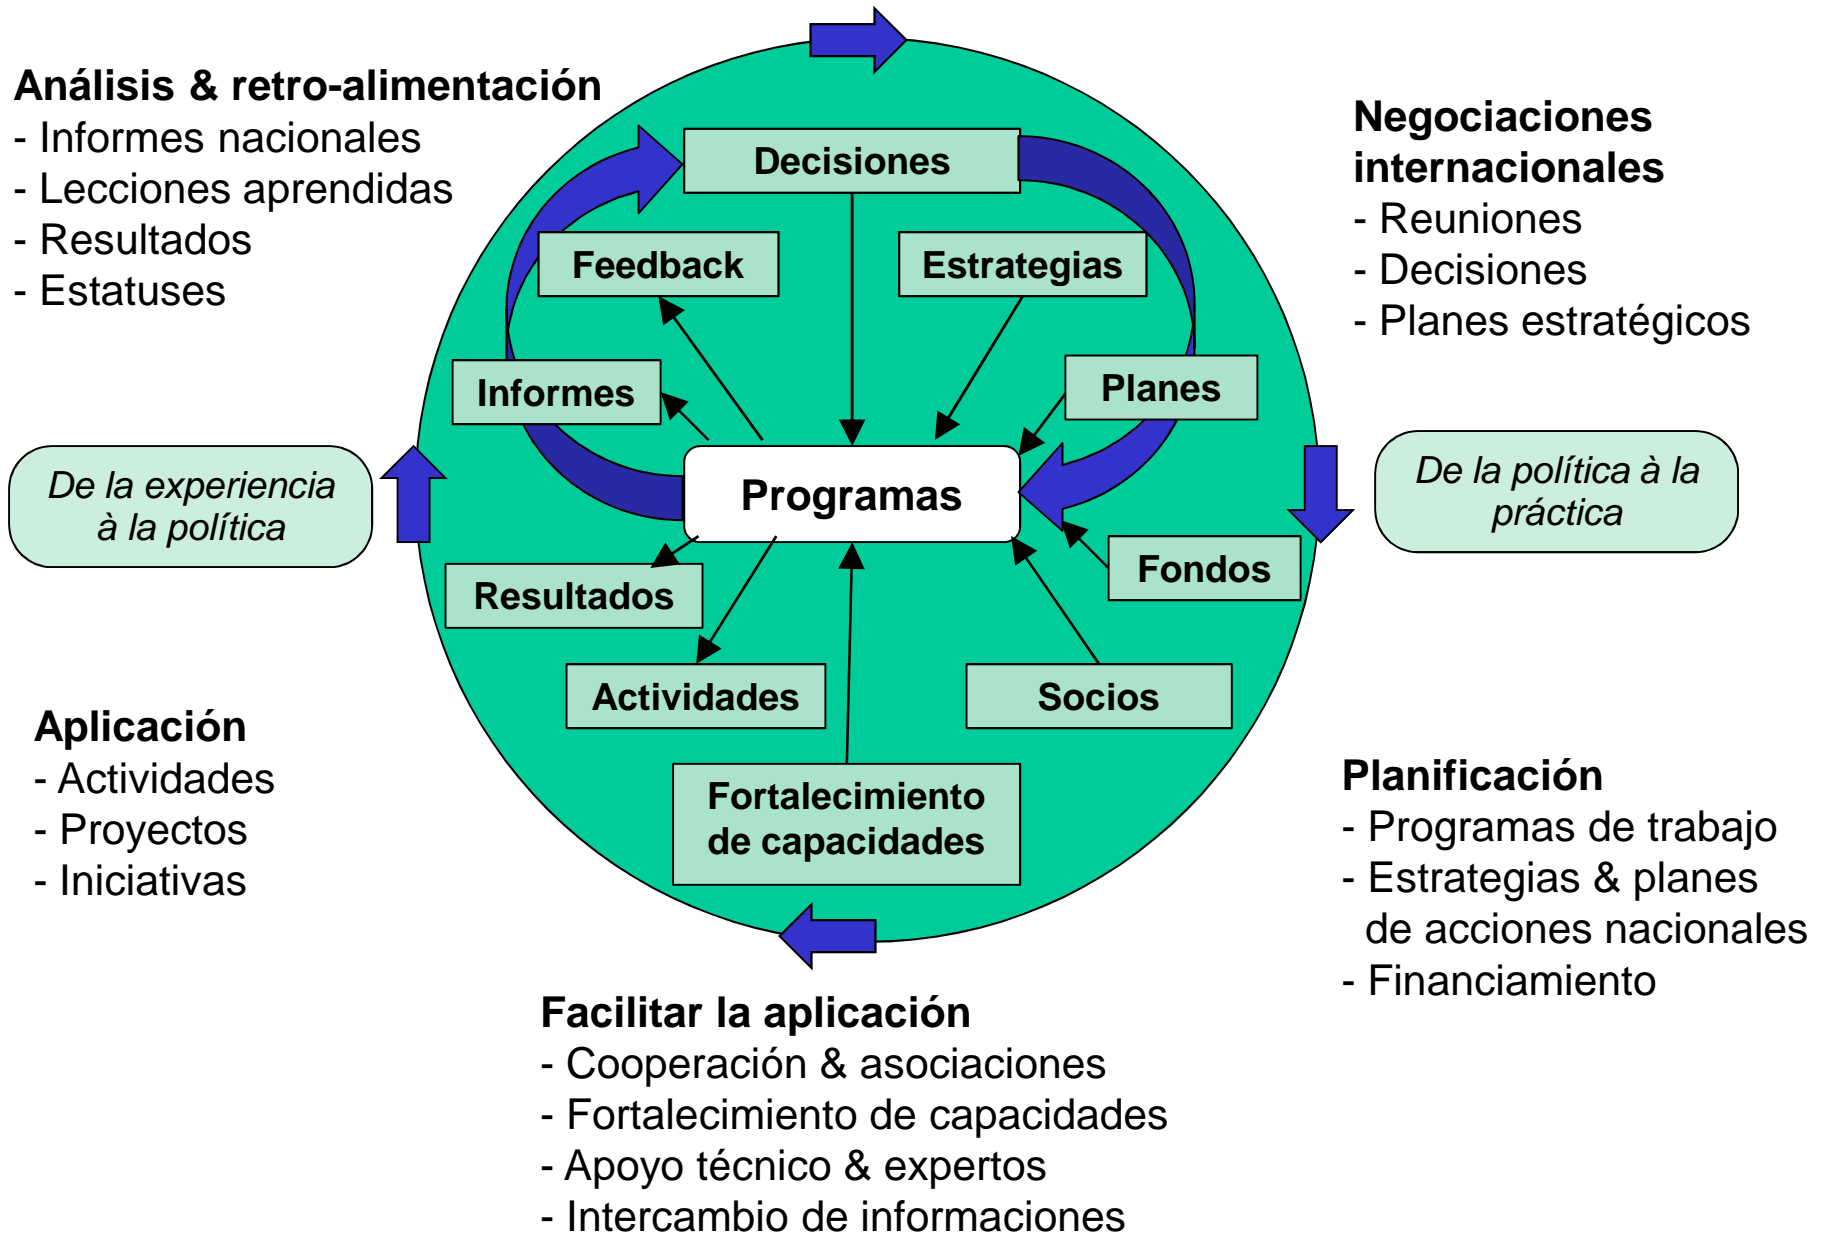 Análisis & retro-alimentación
- Informes nacionales
- Lecciones aprendidas
- Resultados
- Estatuses
Negociaciones
internacionales
- Reuniones
- Decisiones
- Planes estratégicos
Decisiones
Feedback
Estrategias
Informes
Planes
De la experiencia
à la política
Programas
De la política à la
práctica
Resultados
Fondos
Actividades
Socios
Fortalecimiento
de capacidades
Aplicación
- Actividades
- Proyectos
- Iniciativas
Planificación
- Programas de trabajo
- Estrategias & planes
de acciones nacionales
- Financiamiento
Facilitar la aplicación
- Cooperación & asociaciones
- Fortalecimiento de capacidades
- Apoyo técnico & expertos
- Intercambio de informaciones